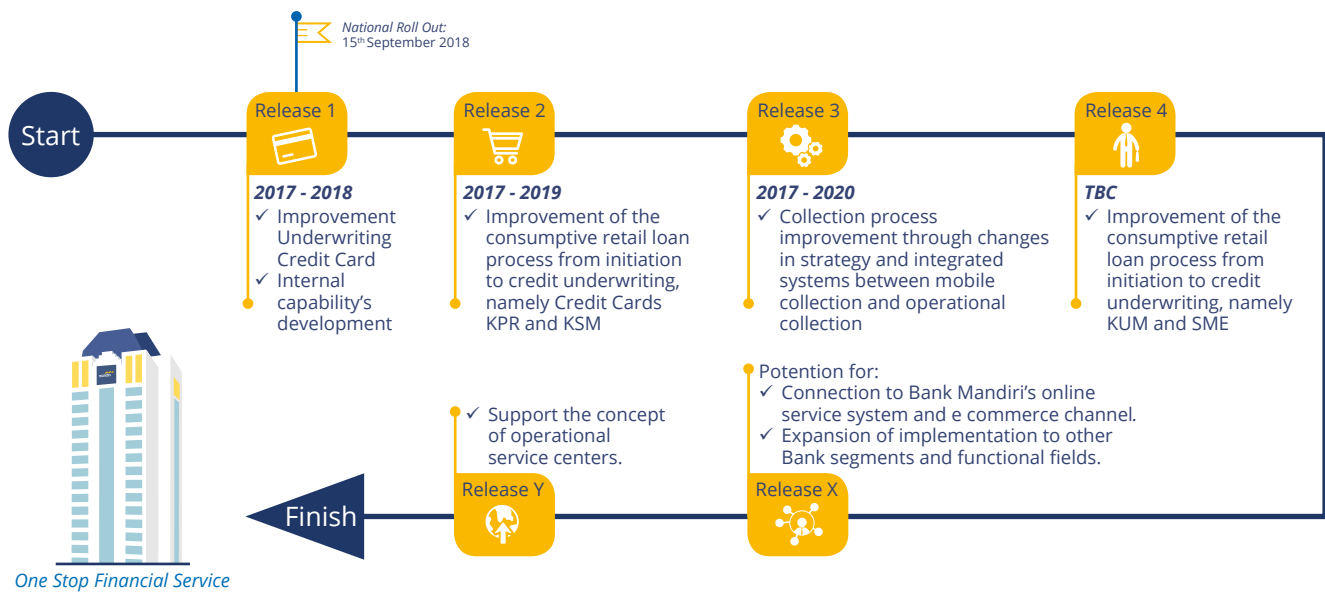 National Roll Out:
15th September 2018
Start
Release 1
2017 - 2018
✓ Improvement
Underwriting
Credit Card
✓ Internal
capability's
development
Release 2
2017 - 2019
✓ Improvement of the
consumptive retail loan
process from initiation
to credit underwriting,
namely Credit Cards
KPR and KSM
Release 3
2017 - 2020
✓ Collection process
improvement through changes
in strategy and integrated
systems between mobile
collection and operational
collection
Release 4
TBC
✓ Improvement of the
consumptive retail
loan process from
initiation to credit
underwriting, namely
KUM and SME
Potential for:
✓ Connection to Bank Mandiri's online
service system and e commerce channel.
✓ Expansion of implementation to other
Bank segments and functional fields.
Release X
✓ Support the concept
of operational
service centers.
Release Y
Finish
One Stop Financial Service